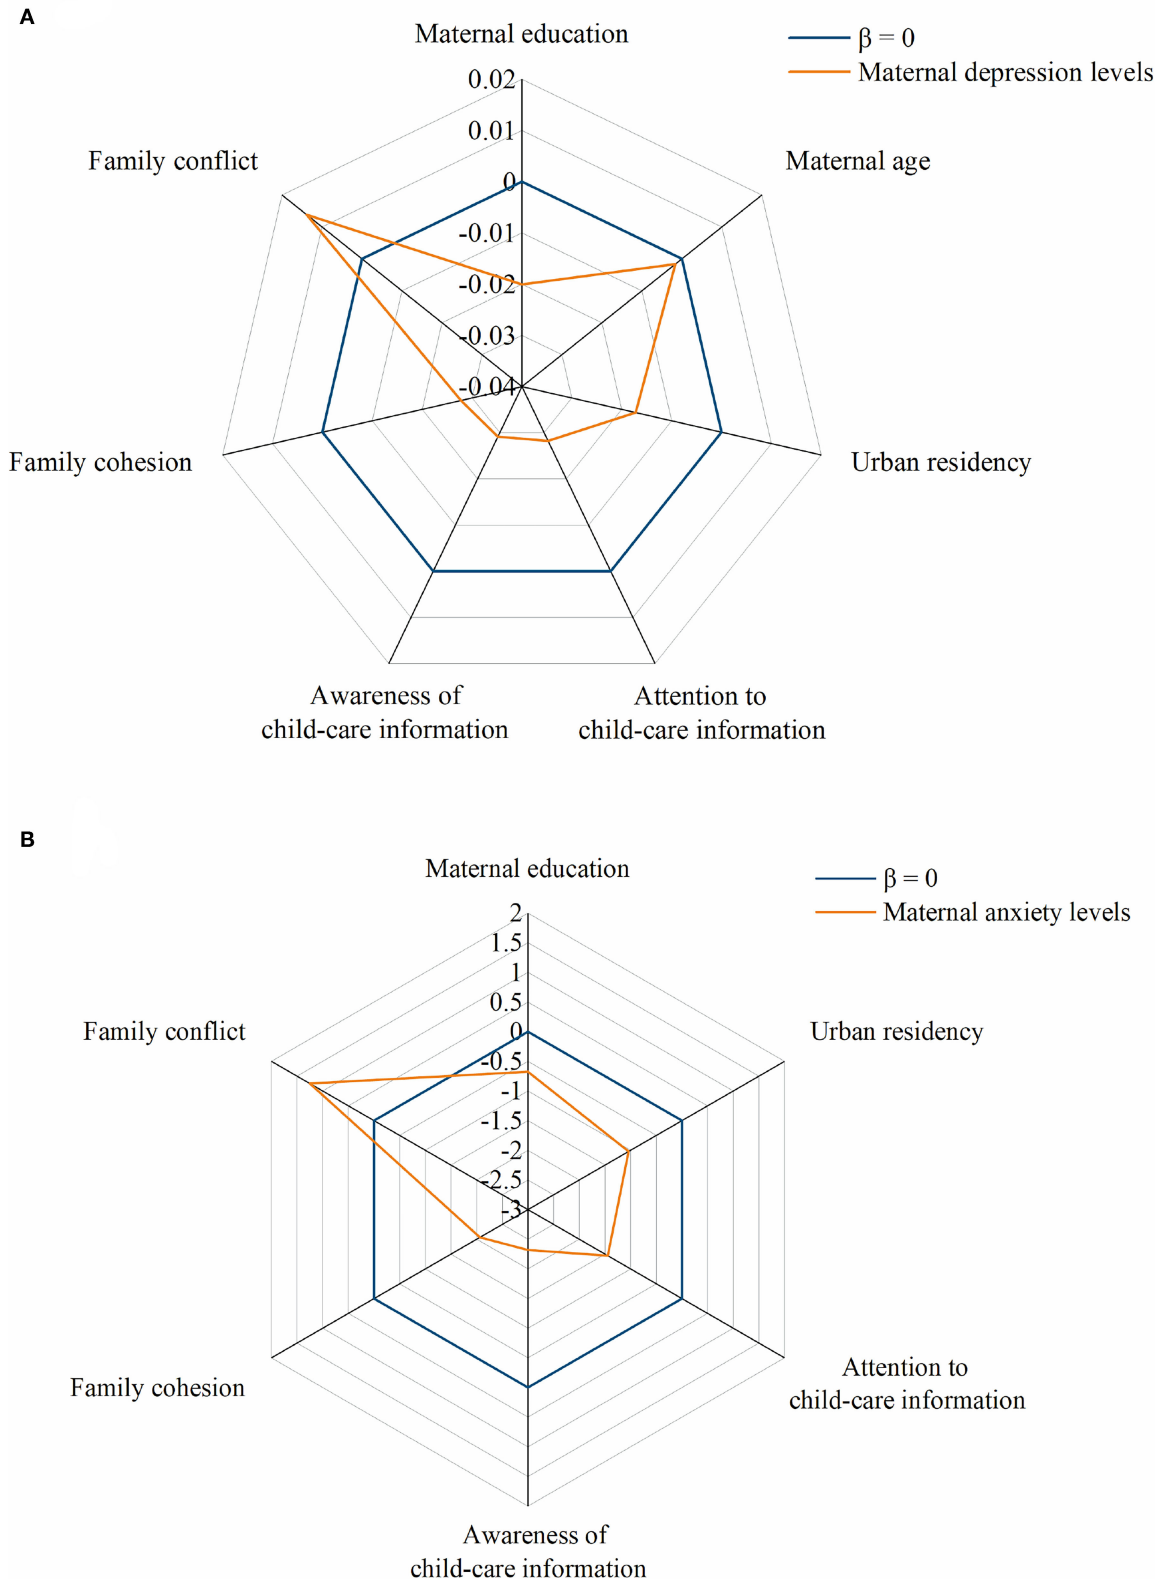 A
Maternal education
β = 0
Maternal depression levels
0.02
0.01
0
-0.01
-0.02
-0.03
-0.04
Family conflict
Maternal age
Family cohesion
Urban residency
Awareness of
child-care information
Attention to
child-care information
B
Maternal education
β = 0
Maternal anxiety levels
2
1.5
1
0.5
0
-0.5
-1
-1.5
-2
-2.5
-3
Family conflict
Urban residency
Family cohesion
Attention to
child-care information
Awareness of
child-care information